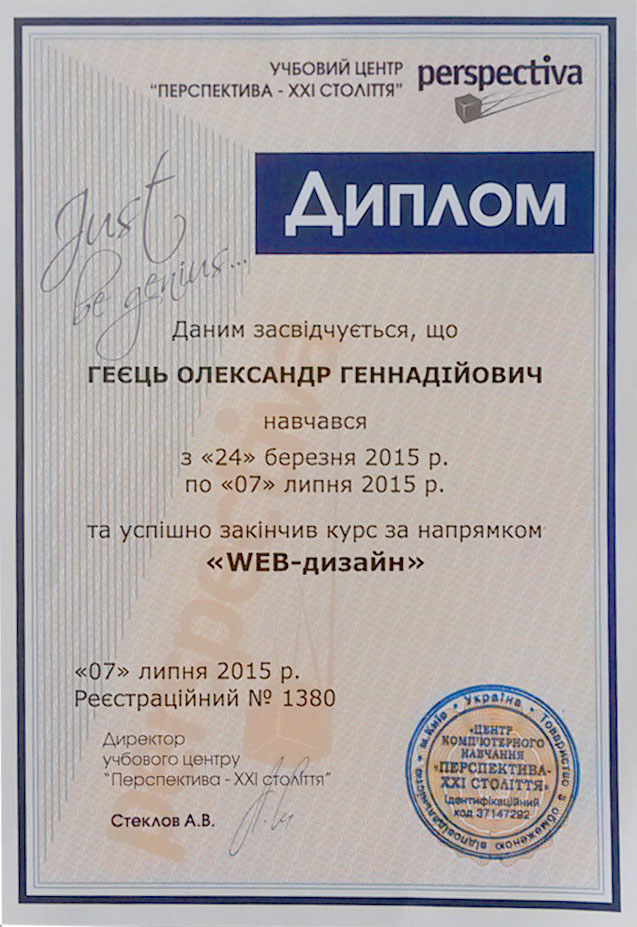 УЧБОВИЙ ЦЕНТР
"ПЕРСПЕКТИВА - XXI СТОЛІТТЯ"
perspectiva
Диплом
Just
be genius...
Даним засвідчується, що
ГЕЄЦЬ ОЛЕКСАНДР ГЕННАДІЙОВИЧ
навчався
з «24» березня 2015 р.
по «07» липня 2015 р.
та успішно закінчив курс за напрямком
«WEB-дизайн»
«07» липня 2015 р.
Реєстраційний № 1380
Директор
учбового центру
"Перспектива - XXI століття"
Стеклов А.В.
м.Київ • Україна • Товариство з обмеженою відповідальністю •
«ЦЕНТР
КОМП'ЮТЕРНОГО
НАВЧАННЯ
«ПЕРСПЕКТИВА-
XXI СТОЛІТТЯ»
Ідентифікаційний
код 37147292
perspectiva